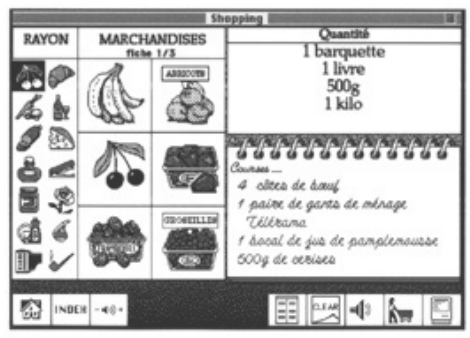 Shopping
RAYON
MARCHANDISES
fiche 1/3
ABRICOTS
GROSEILLES
Quantité
1 barquette
1 livre
500g
1 kilo
Courses ....
4 côtes de bœuf
1 paire de gants de ménage
Télérama
1 bocal de jus de pamplemousse
500g de cerises
INDEX
CLEAR